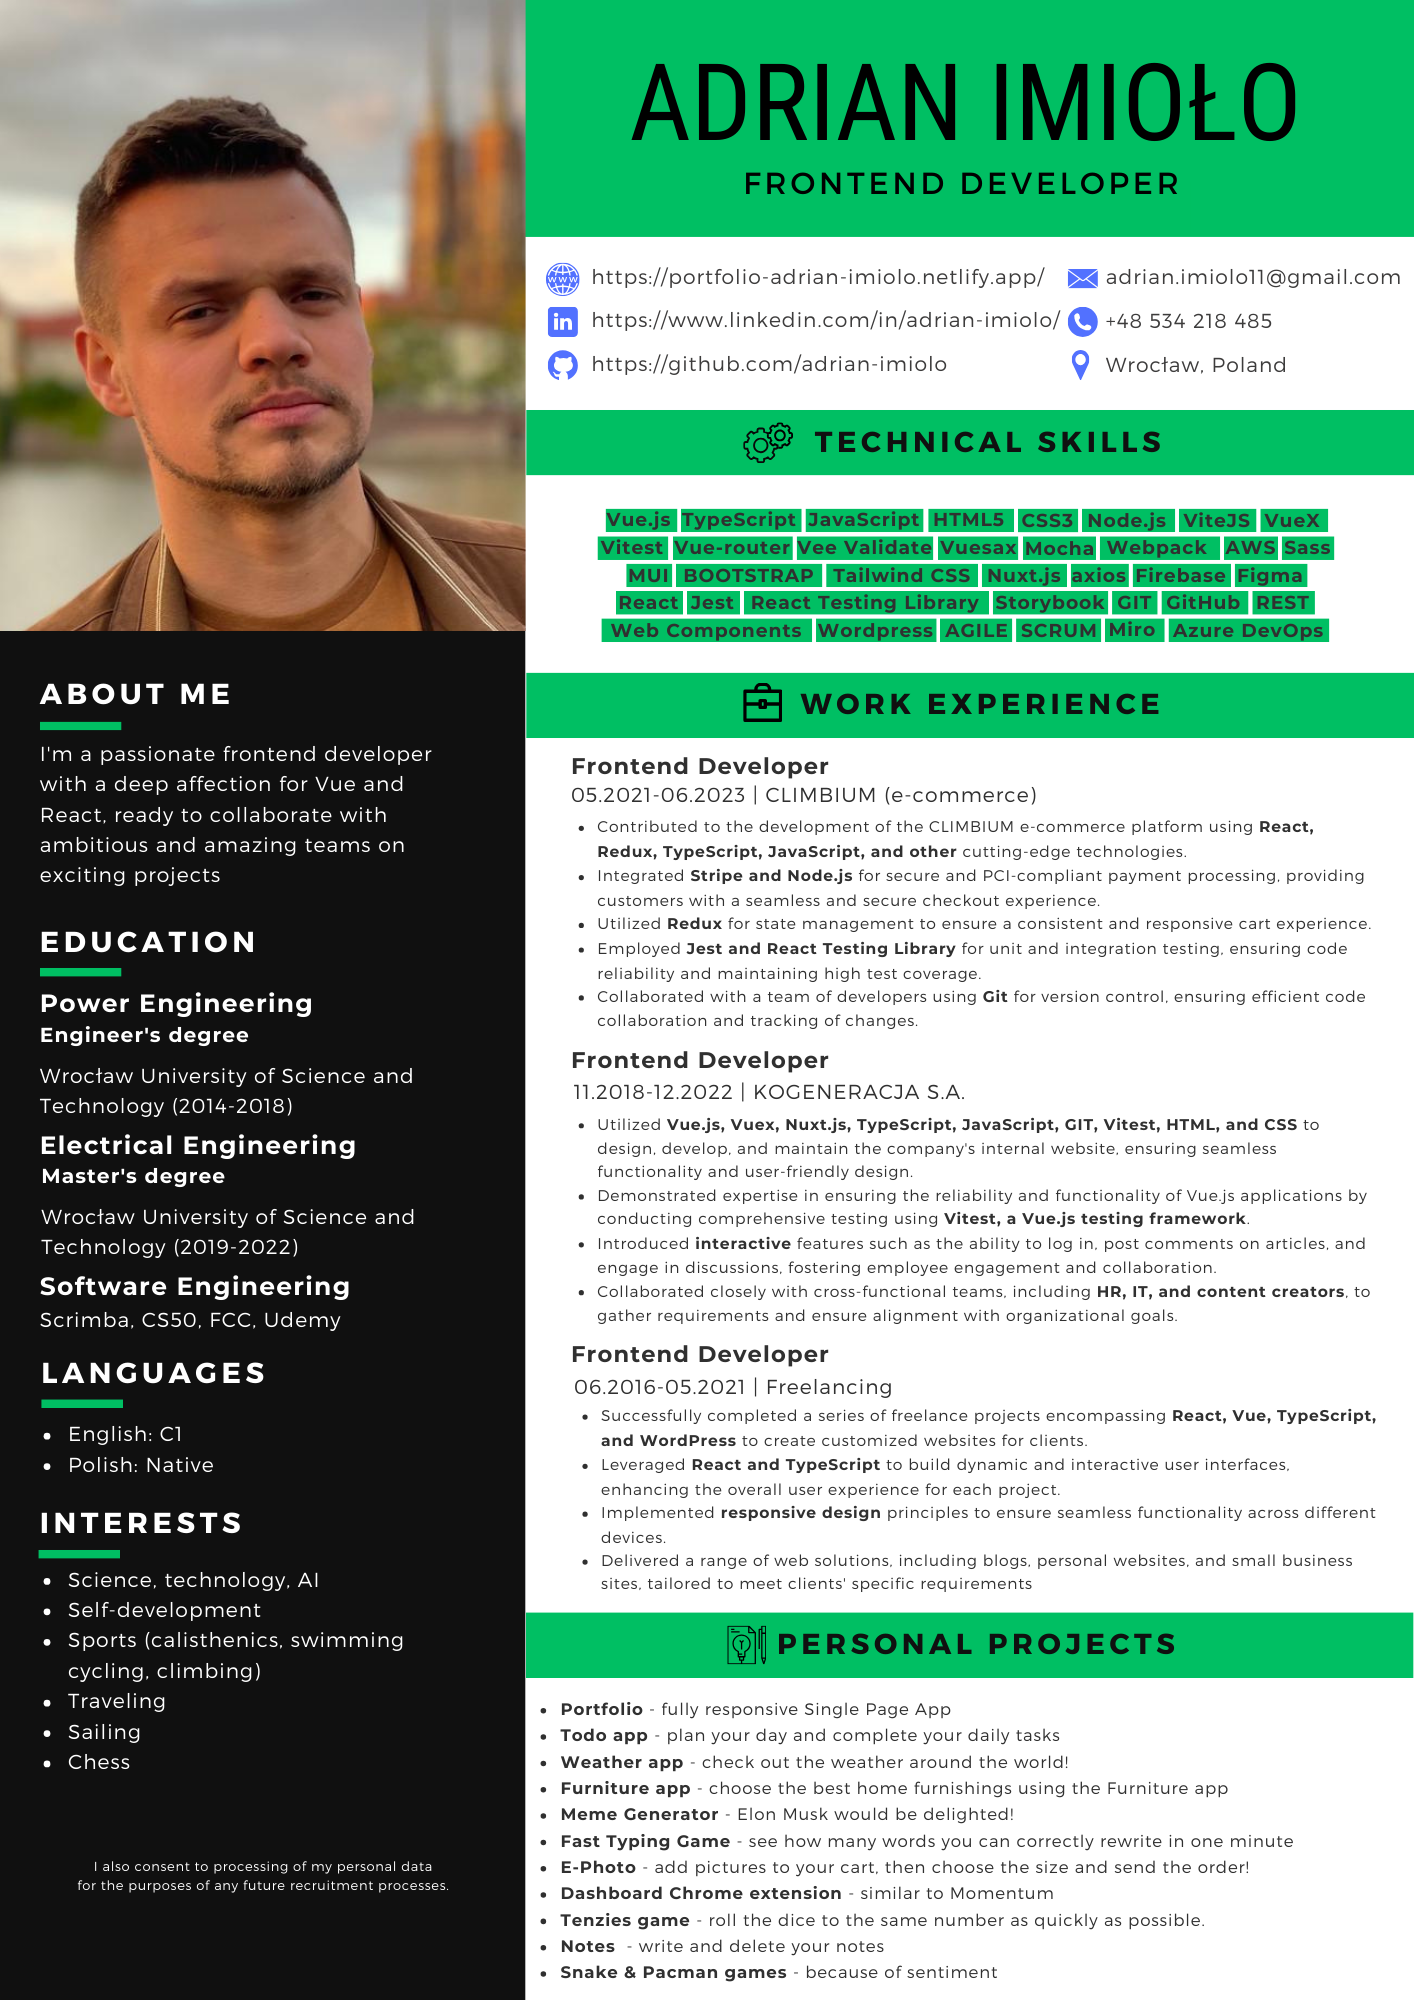 ADRIAN IMIOŁO
FRONTEND DEVELOPER
https://portfolio-adrian-imiolo.netlify.app/
adrian.imiolo11@gmail.com
https://www.linkedin.com/in/adrian-imiolo/
+48 534 218 485
https://github.com/adrian-imiolo
Wrocław, Poland
TECHNICAL SKILLS
Vue.js TypeScript JavaScript HTML5 CSS3 Node.js ViteJS VueX
Vitest Vue-router Vee Validate Vuesax Mocha Webpack AWS Sass
MUI BOOTSTRAP Tailwind CSS Nuxt.js axios Firebase Figma
React Jest React Testing Library Storybook GIT GitHub REST
Web Components Wordpress AGILE SCRUM Miro Azure DevOps
WORK EXPERIENCE
Frontend Developer
05.2021-06.2023 | CLIMBIUM (e-commerce)
• Contributed to the development of the CLIMBIUM e-commerce platform using React,
Redux, TypeScript, JavaScript, and other cutting-edge technologies.
• Integrated Stripe and Node.js for secure and PCI-compliant payment processing, providing
customers with a seamless and secure checkout experience.
• Utilized Redux for state management to ensure a consistent and responsive cart experience.
• Employed Jest and React Testing Library for unit and integration testing, ensuring code
reliability and maintaining high test coverage.
• Collaborated with a team of developers using Git for version control, ensuring efficient code
collaboration and tracking of changes.
Frontend Developer
11.2018-12.2022 | KOGENERACJA S.A.
• Utilized Vue.js, Vuex, Nuxt.js, TypeScript, JavaScript, GIT, Vitest, HTML, and CSS to
design, develop, and maintain the company's internal website, ensuring seamless
functionality and user-friendly design.
• Demonstrated expertise in ensuring the reliability and functionality of Vue.js applications by
conducting comprehensive testing using Vitest, a Vue.js testing framework.
• Introduced interactive features such as the ability to log in, post comments on articles, and
engage in discussions, fostering employee engagement and collaboration.
• Collaborated closely with cross-functional teams, including HR, IT, and content creators, to
gather requirements and ensure alignment with organizational goals.
Frontend Developer
06.2016-05.2021 | Freelancing
• Successfully completed a series of freelance projects encompassing React, Vue, TypeScript,
and WordPress to create customized websites for clients.
• Leveraged React and TypeScript to build dynamic and interactive user interfaces,
enhancing the overall user experience for each project.
• Implemented responsive design principles to ensure seamless functionality across different
devices.
• Delivered a range of web solutions, including blogs, personal websites, and small business
sites, tailored to meet clients' specific requirements
PERSONAL PROJECTS
• Portfolio - fully responsive Single Page App
• Todo app - plan your day and complete your daily tasks
• Weather app - check out the weather around the world!
• Furniture app - choose the best home furnishings using the Furniture app
• Meme Generator - Elon Musk would be delighted!
• Fast Typing Game - see how many words you can correctly rewrite in one minute
• E-Photo - add pictures to your cart, then choose the size and send the order!
• Dashboard Chrome extension - similar to Momentum
• Tenzies game - roll the dice to the same number as quickly as possible.
• Notes - write and delete your notes
• Snake & Pacman games - because of sentiment
ABOUT ME
I'm a passionate frontend developer
with a deep affection for Vue and
React, ready to collaborate with
ambitious and amazing teams on
exciting projects
EDUCATION
Power Engineering
Engineer's degree
Wrocław University of Science and
Technology (2014-2018)
Electrical Engineering
Master's degree
Wrocław University of Science and
Technology (2019-2022)
Software Engineering
Scrimba, CS50, FCC, Udemy
LANGUAGES
• English: C1
• Polish: Native
INTERESTS
• Science, technology, AI
• Self-development
• Sports (calisthenics, swimming
cycling, climbing)
• Traveling
• Sailing
• Chess
I also consent to processing of my personal data
for the purposes of any future recruitment processes.